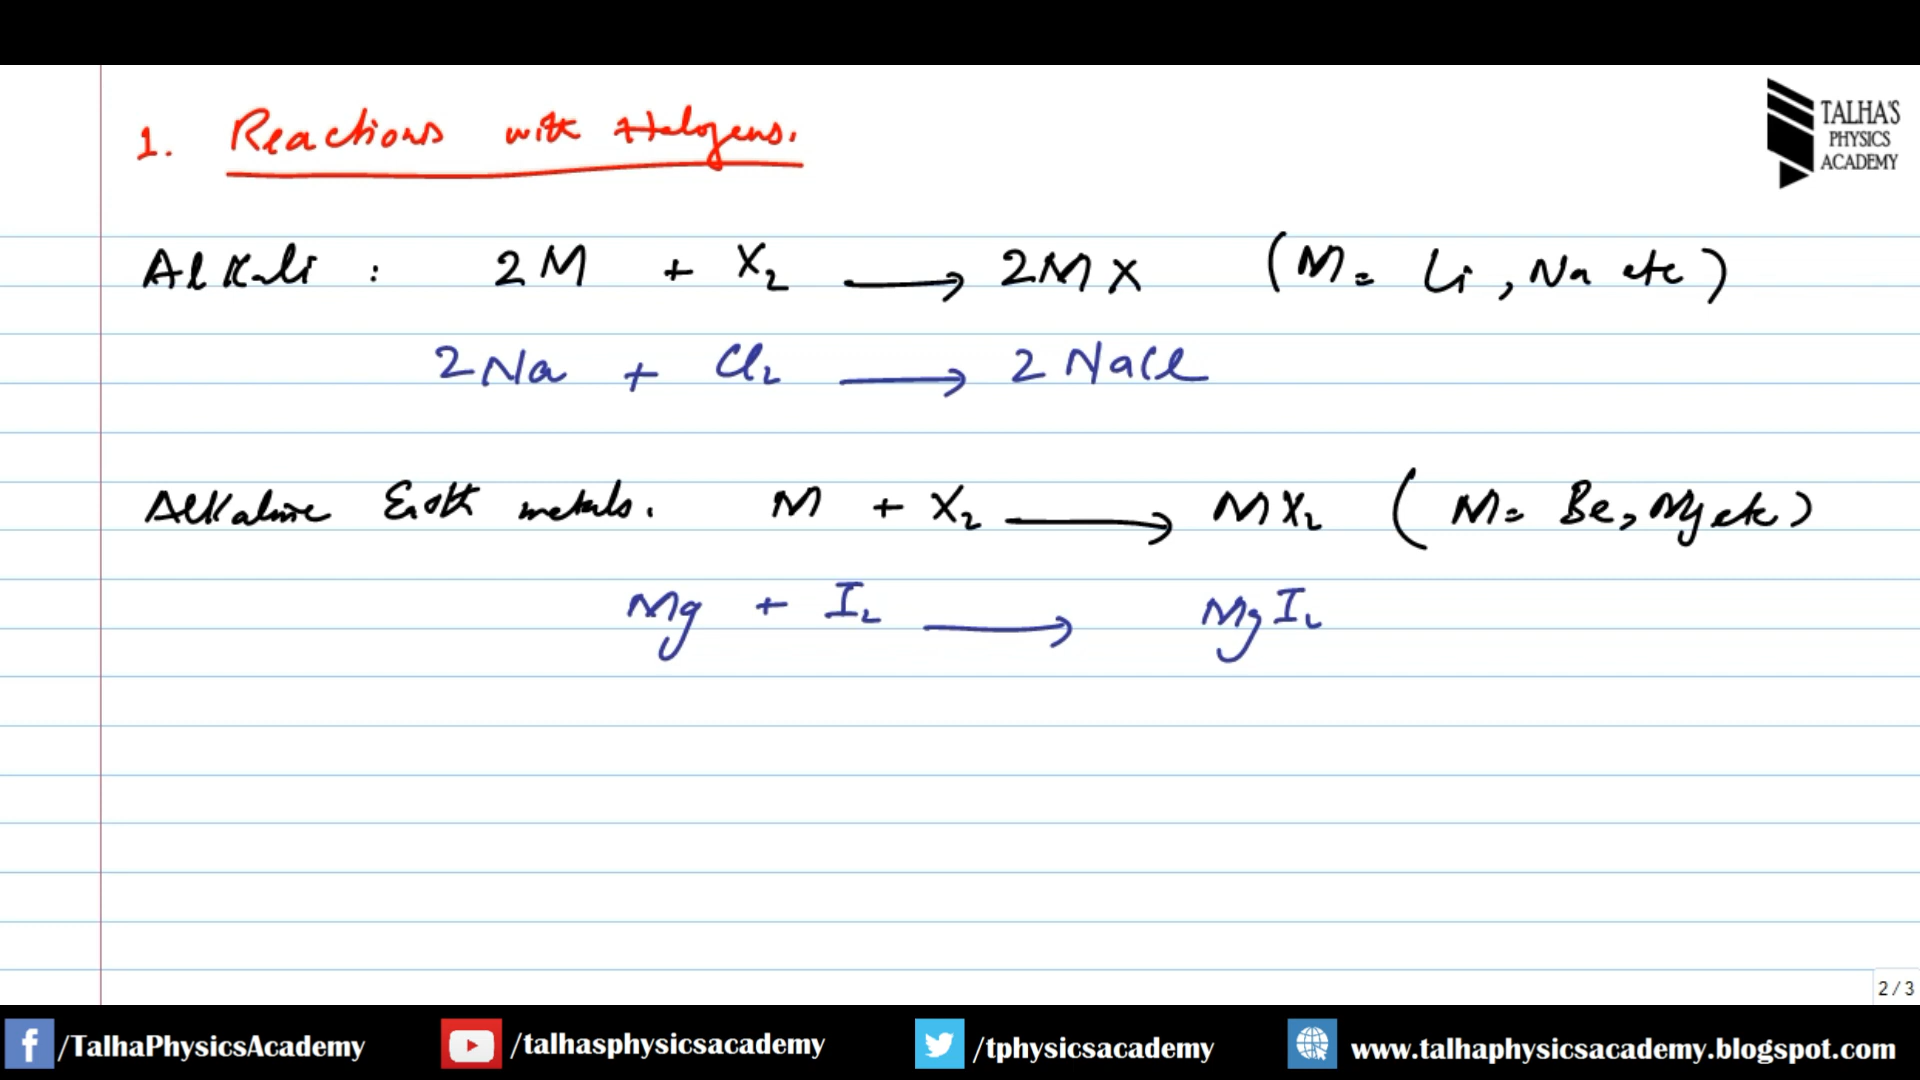 1. Reactions with Halogens.
TALHA'S
PHYSICS
ACADEMY
Alkali : 2M + X₂ ⟶ 2MX (M = Li, Na etc)
2Na + Cl₂ ⟶ 2NaCl
Alkaline Earth metals. M + X₂ ⟶ MX₂ (M = Be, Mg etc)
Mg + I₂ ⟶ MgI₂
2/3
/TalhaPhysicsAcademy /talhasphysicsacademy /tphysicsacademy www.talhaphysicsacademy.blogspot.com